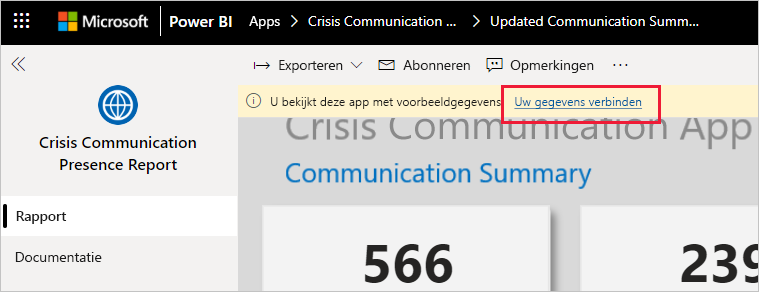 Microsoft Power BI Apps > Crisis Communication ... > Updated Communication Summ...
Exporteren Abonneren Opmerkingen ...
U bekijkt deze app met voorbeeldgegevens Uw gegevens verbinden
Crisis Communication
Presence Report
Rapport
Documentatie
Crisis Communication App
Communication Summary
566
239